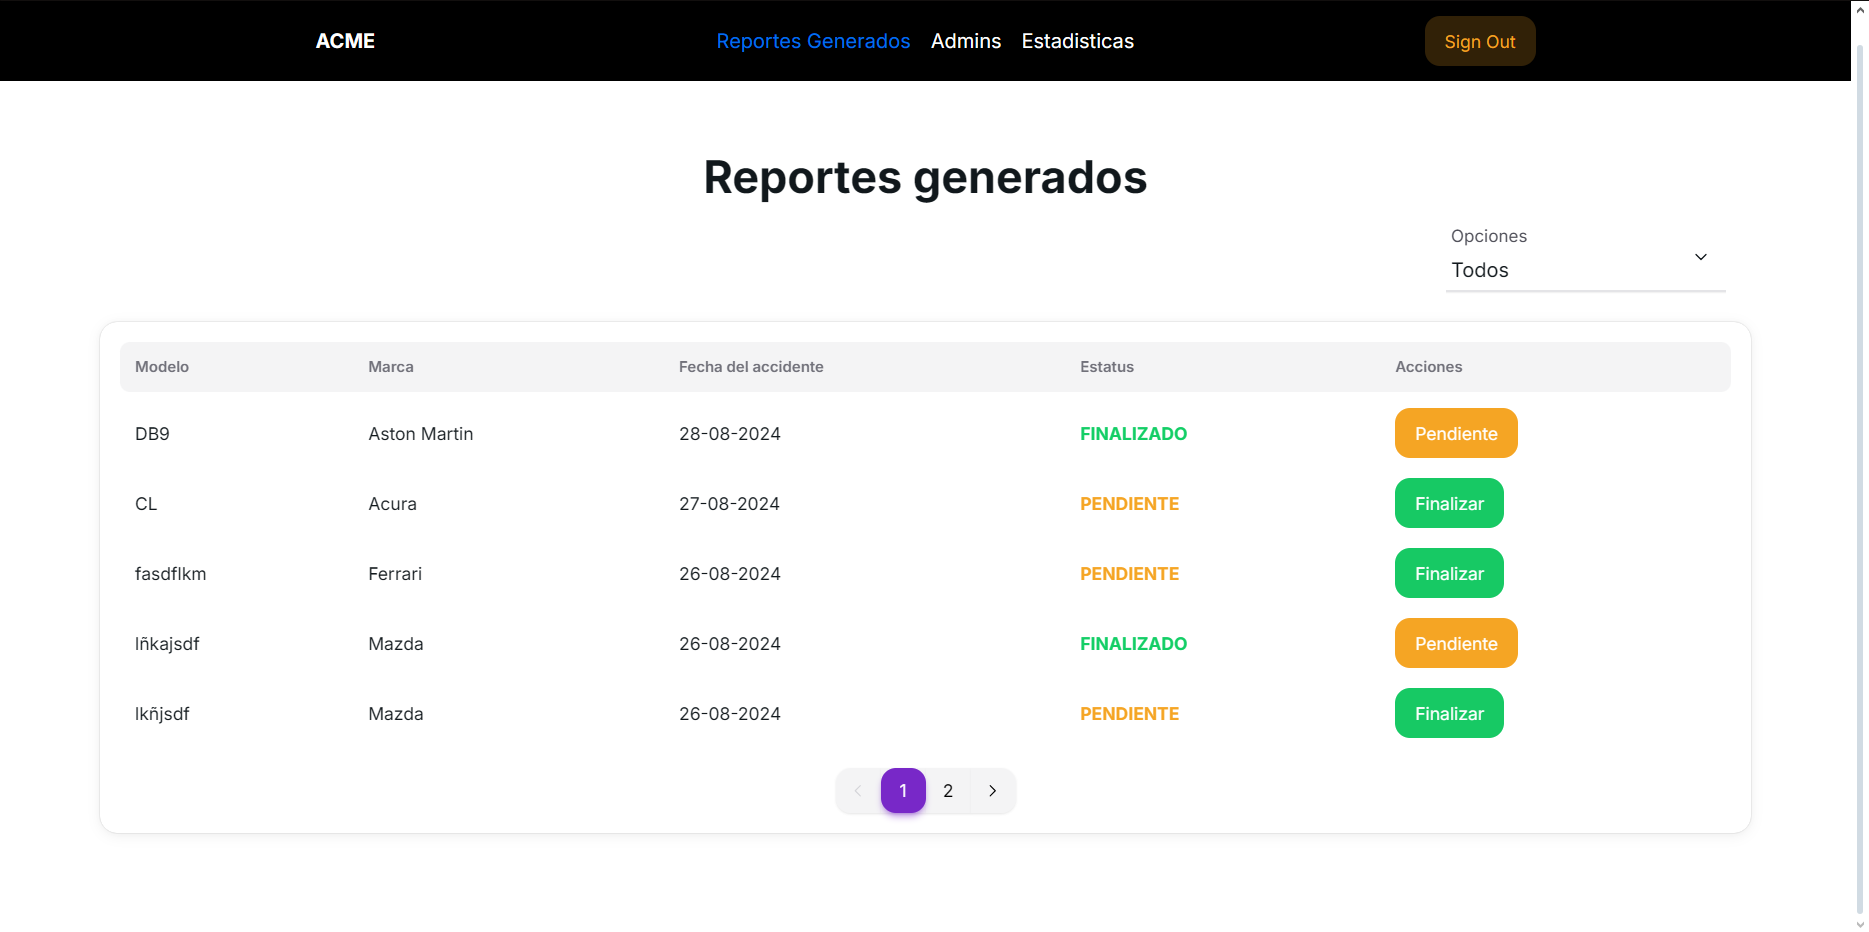 ACME Reportes Generados Admins Estadisticas Sign Out
Reportes generados
Opciones
Todos
Modelo Marca Fecha del accidente Estatus Acciones
DB9 Aston Martin 28-08-2024 FINALIZADO Pendiente
CL Acura 27-08-2024 PENDIENTE Finalizar
fasdflkm Ferrari 26-08-2024 PENDIENTE Finalizar
lñkajsdf Mazda 26-08-2024 FINALIZADO Pendiente
lkñjsdf Mazda 26-08-2024 PENDIENTE Finalizar
1 2